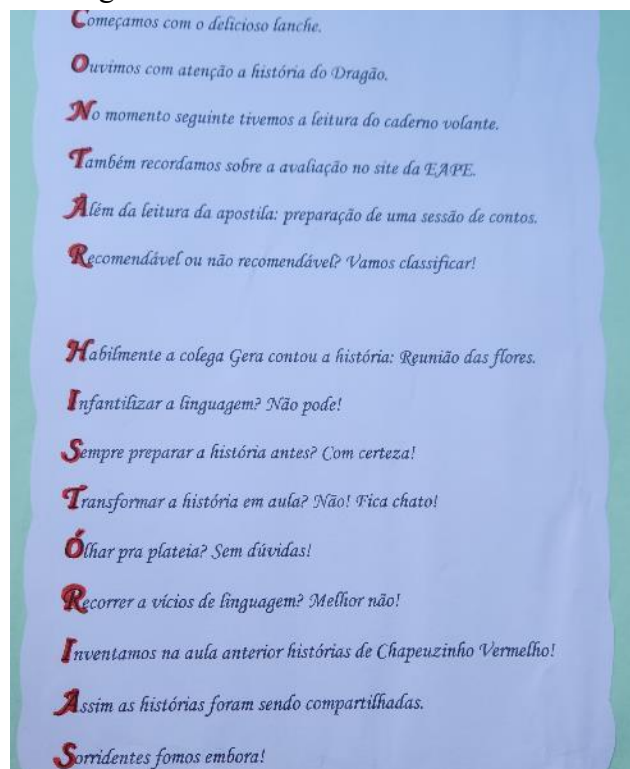 Começamos com o delicioso lanche.
Ouvimos com atenção a história do Dragão.
No momento seguinte tivemos a leitura do caderno volante.
Também recordamos sobre a avaliação no site da EAPE.
Além da leitura da apostila: preparação de uma sessão de contos.
Recomendável ou não recomendável? Vamos classificar!
Habilmente a colega Gera contou a história: Reunião das flores.
Infantilizar a linguagem? Não pode!
Sempre preparar a história antes? Com certeza!
Transformar a história em aula? Não! Fica chato!
Ólhar pra plateia? Sem dúvidas!
Recorrer a vícios de linguagem? Melhor não!
Inventamos na aula anterior histórias de Chapeuzinho Vermelho!
Assim as histórias foram sendo compartilhadas.
Sorridentes fomos embora!